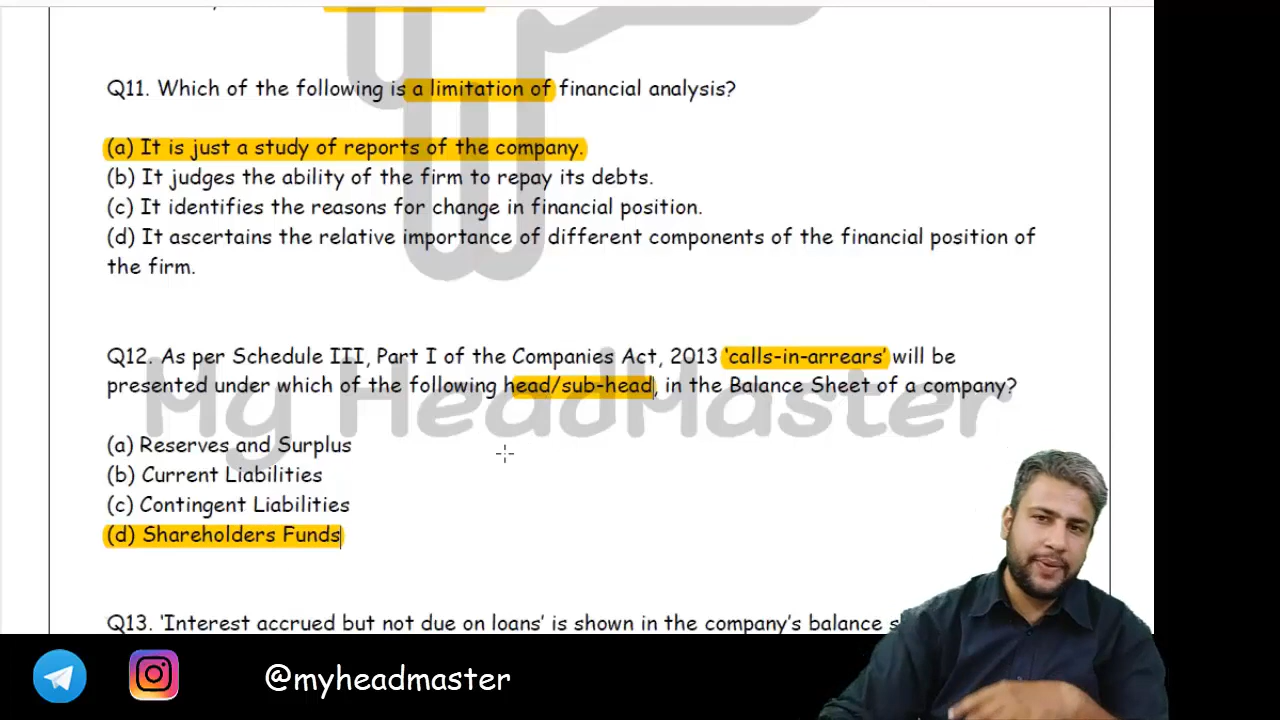 Q11. Which of the following is a limitation of financial analysis?
(a) It is just a study of reports of the company.
(b) It judges the ability of the firm to repay its debts.
(c) It identifies the reasons for change in financial position.
(d) It ascertains the relative importance of different components of the financial position of
the firm.
Q12. As per Schedule III, Part I of the Companies Act, 2013 ‘calls-in-arrears’ will be
presented under which of the following head/sub-head, in the Balance Sheet of a company?
My HeadMaster
(a) Reserves and Surplus
(b) Current Liabilities
(c) Contingent Liabilities
(d) Shareholders Funds
Q13. ‘Interest accrued but not due on loans’ is shown in the company’s balance
@myheadmaster